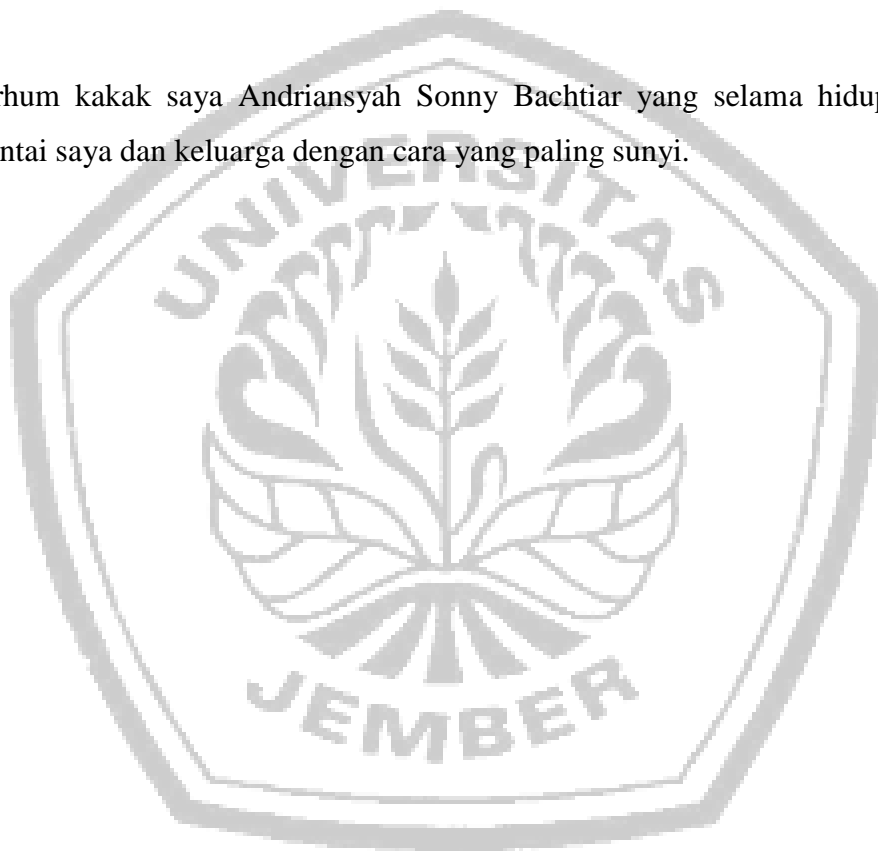 rhum kakak saya Andriansyah Sonny Bachtiar yang selama hidup
ntai saya dan keluarga dengan cara yang paling sunyi.
UNIVERSITAS
JEMBER